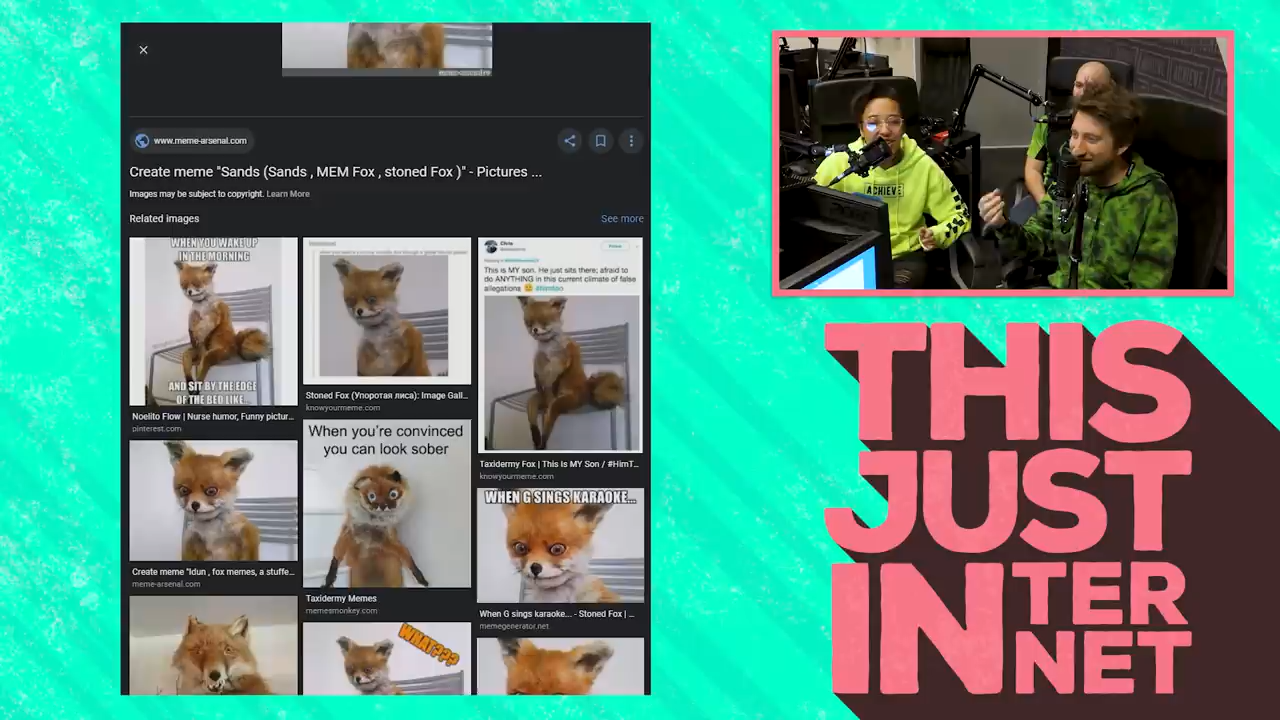 www.meme-arsenal.com
Create meme "Sands (Sands , MEM Fox , stoned Fox )" - Pictures ...
Images may be subject to copyright. Learn More
Related images
See more
WHEN YOU WAKE UP
IN THE MORNING
AND SIT BY THE EDGE
OF THE BED LIKE..
Noelito Flow | Nurse humor, Funny pictur...
pinterest.com
Stoned Fox (Упоротая лиса): Image Gall...
knowyourmeme.com
Chris
Follow
This is MY son. He just sits there; afraid to
do ANYTHING in this current climate of false
allegations 🙁 #himtoo
Taxidermy Fox | This is MY Son / #HimT...
knowyourmeme.com
Create meme "Idun , fox memes, a stuffe...
meme-arsenal.com
When you're convinced
you can look sober
Taxidermy Memes
memesmonkey.com
WHEN G SINGS KARAOKE...
When G sings karaoke... - Stoned Fox | ...
memegenerator.net
WHAT???
ACHIEVE
THIS
JUST
INTER
NET